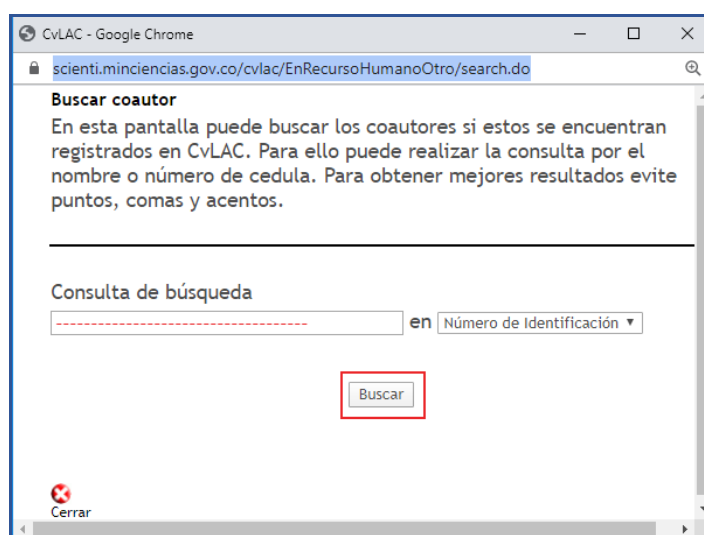 CvLAC - Google Chrome
scienti.minciencias.gov.co/cvlac/EnRecursoHumanoOtro/search.do
Buscar coautor
En esta pantalla puede buscar los coautores si estos se encuentran
registrados en CvLAC. Para ello puede realizar la consulta por el
nombre o número de cedula. Para obtener mejores resultados evite
puntos, comas y acentos.
Consulta de búsqueda
------------------------------------ en Número de Identificación
Buscar
Cerrar